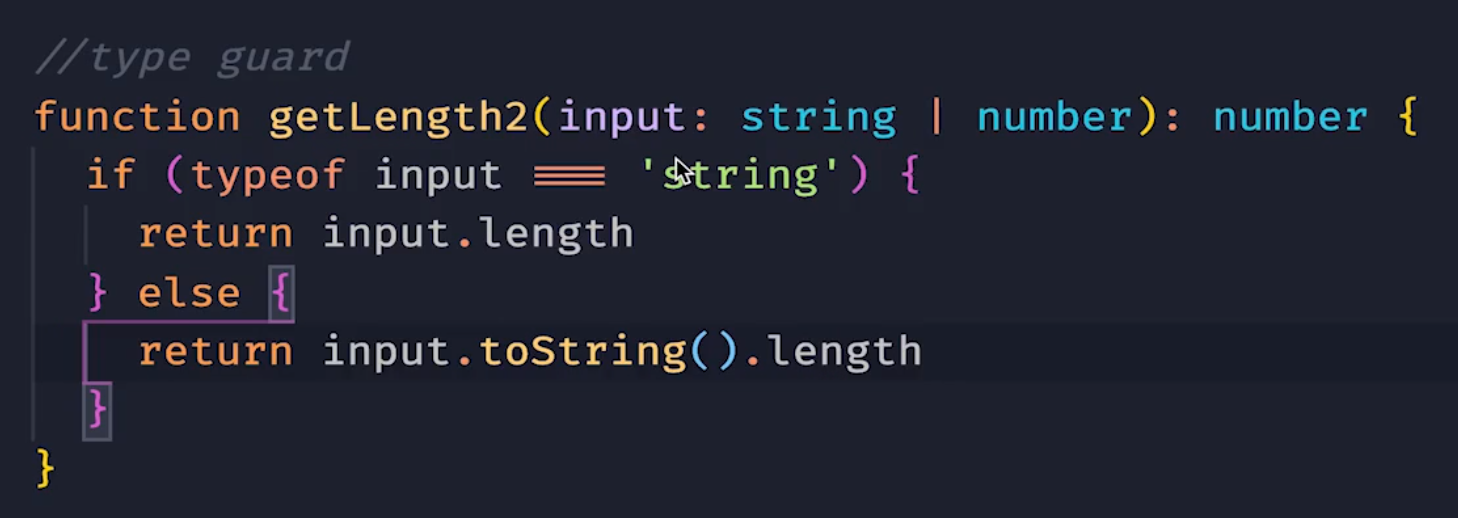 //type guard
function getLength2(input: string | number): number {
if (typeof input === 'string') {
return input.length
} else {
return input.toString().length
}
}